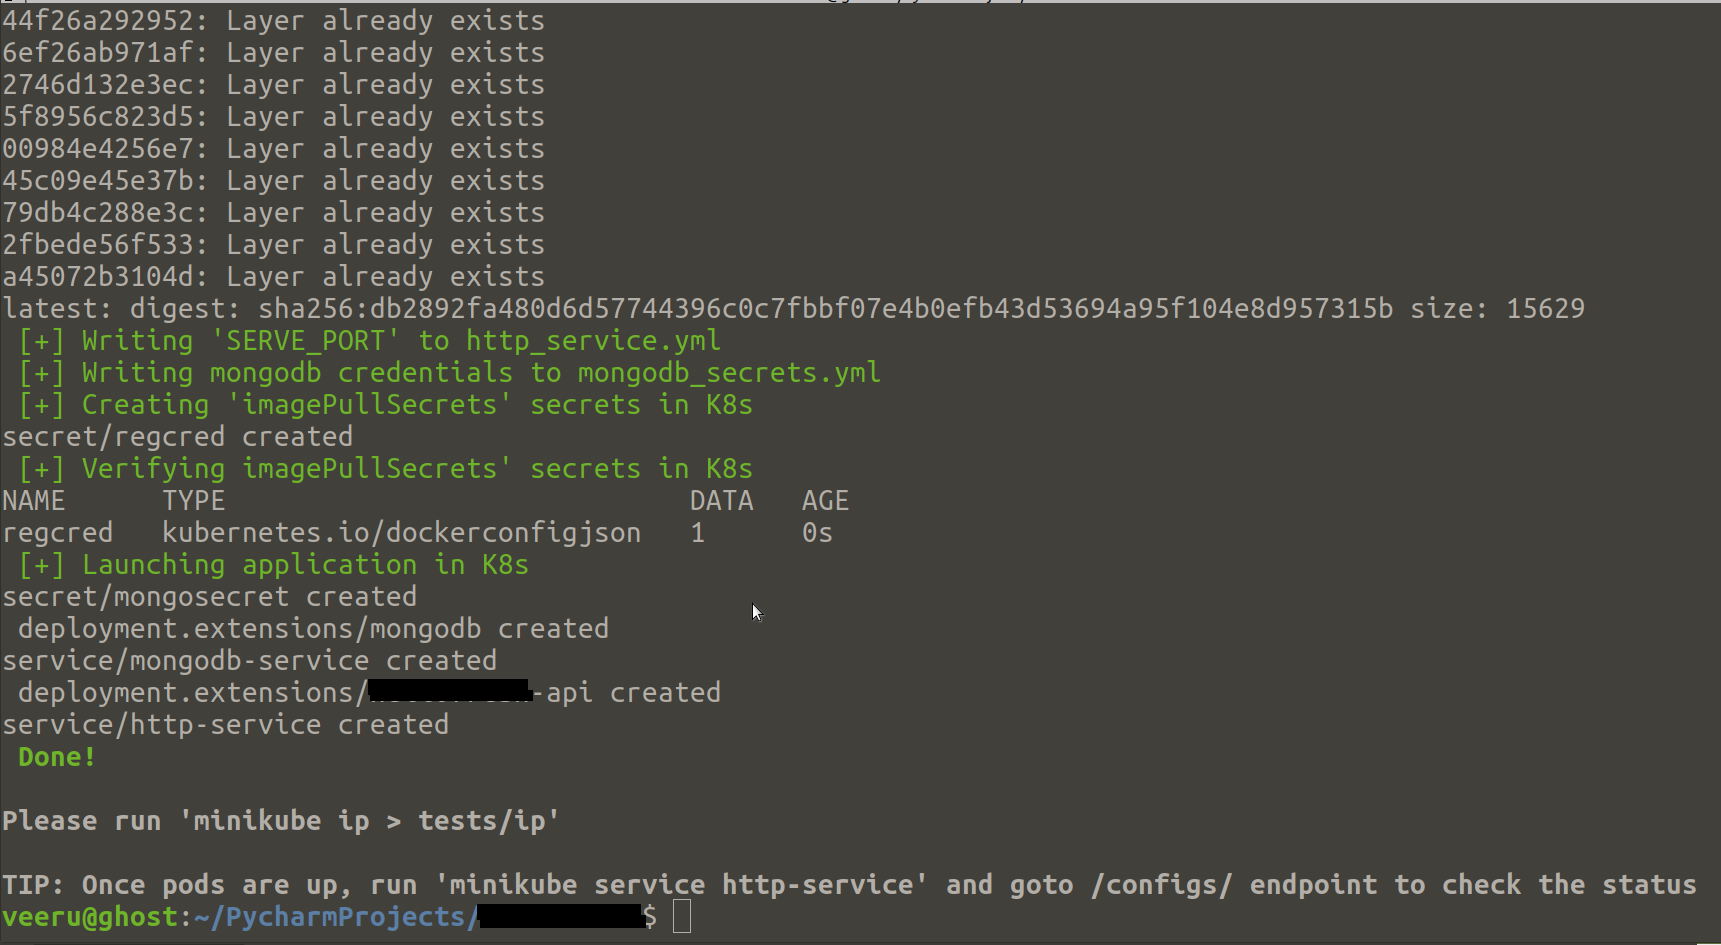 44f26a292952: Layer already exists
6ef26ab971af: Layer already exists
2746d132e3ec: Layer already exists
5f8956c823d5: Layer already exists
00984e4256e7: Layer already exists
45c09e45e37b: Layer already exists
79db4c288e3c: Layer already exists
2fbede56f533: Layer already exists
a45072b3104d: Layer already exists
latest: digest: sha256:db2892fa480d6d57744396c0c7fbbf07e4b0efb43d53694a95f104e8d957315b size: 15629
[+] Writing 'SERVE_PORT' to http_service.yml
[+] Writing mongodb credentials to mongodb_secrets.yml
[+] Creating 'imagePullSecrets' secrets in K8s
secret/regcred created
[+] Verifying imagePullSecrets' secrets in K8s
NAME TYPE DATA AGE
regcred kubernetes.io/dockerconfigjson 1 0s
[+] Launching application in K8s
secret/mongosecret created
deployment.extensions/mongodb created
service/mongodb-service created
deployment.extensions/-api created
service/http-service created
Done!
Please run 'minikube ip > tests/ip'
TIP: Once pods are up, run 'minikube service http-service' and goto /configs/ endpoint to check the status
veeru@ghost:~/PycharmProjects/$